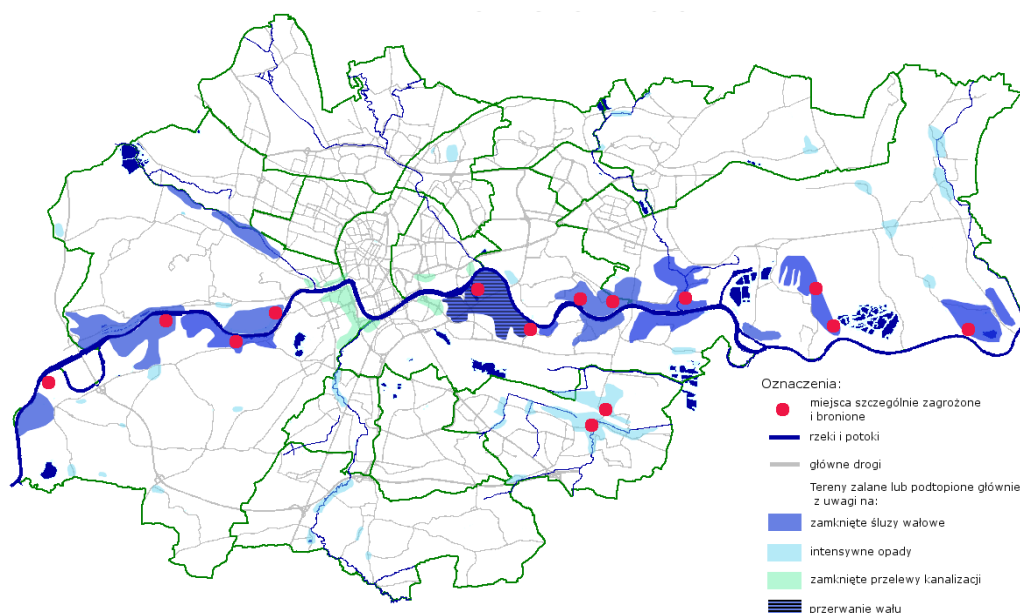 Oznaczenia:
miejsca szczególnie zagrożone
i bronione
rzeki i potoki
główne drogi
Tereny zalane lub podtopione głównie
z uwagi na:
zamknięte śluzy wałowe
intensywne opady
zamknięte przelewy kanalizacji
przerwanie wału